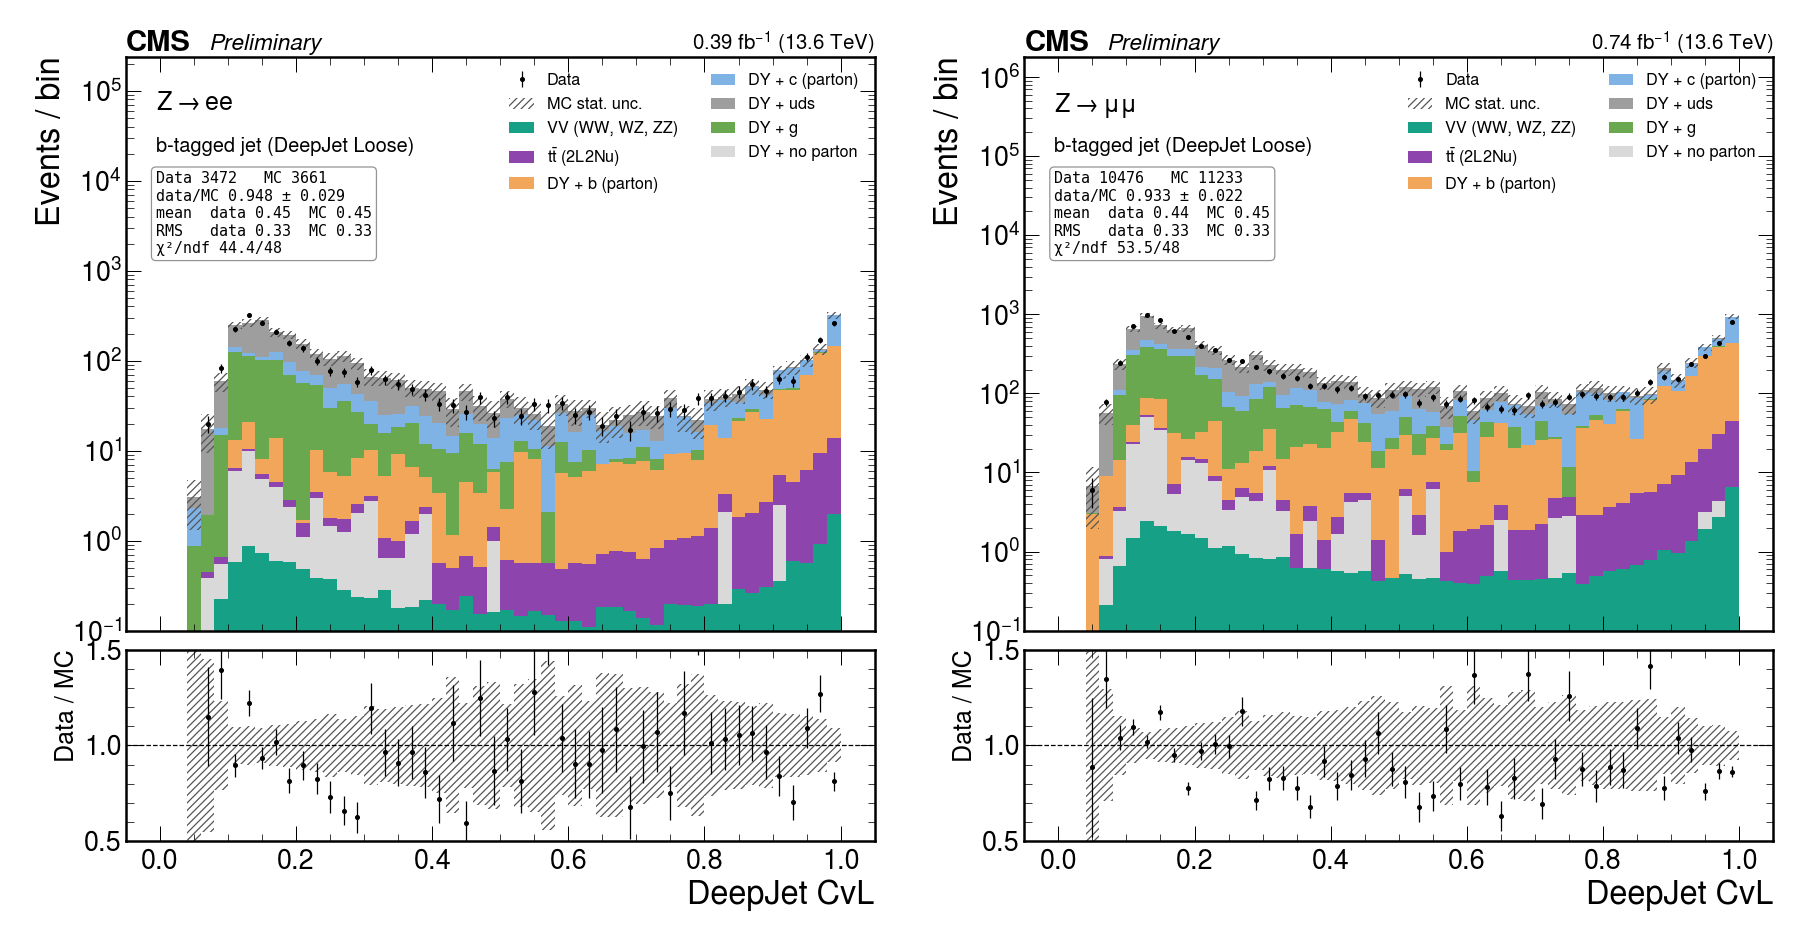 CMS Preliminary 0.39 fb⁻¹ (13.6 TeV)
Events / bin
10⁵
10⁴
10³
10²
10¹
10⁰
10⁻¹
Z → ee
b-tagged jet (DeepJet Loose)
Data 3472 MC 3661
data/MC 0.948 ± 0.029
mean data 0.45 MC 0.45
RMS data 0.33 MC 0.33
χ²/ndf 44.4/48
Data
MC stat. unc.
VV (WW, WZ, ZZ)
tt̄ (2L2Nu)
DY + b (parton)
DY + c (parton)
DY + uds
DY + g
DY + no parton
Data / MC
1.5
1.0
0.5
0.0 0.2 0.4 0.6 0.8 1.0
DeepJet CvL
CMS Preliminary 0.74 fb⁻¹ (13.6 TeV)
Events / bin
10⁶
10⁵
10⁴
10³
10²
10¹
10⁰
10⁻¹
Z → μμ
b-tagged jet (DeepJet Loose)
Data 10476 MC 11233
data/MC 0.933 ± 0.022
mean data 0.44 MC 0.45
RMS data 0.33 MC 0.33
χ²/ndf 53.5/48
Data
MC stat. unc.
VV (WW, WZ, ZZ)
tt̄ (2L2Nu)
DY + b (parton)
DY + c (parton)
DY + uds
DY + g
DY + no parton
Data / MC
1.5
1.0
0.5
0.0 0.2 0.4 0.6 0.8 1.0
DeepJet CvL